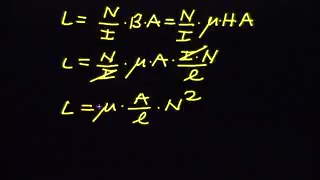 L = N/I · B·A = N/I · μ·H A
L = N/I · μ·A · I·N/ℓ
L = μ · A/ℓ · N²